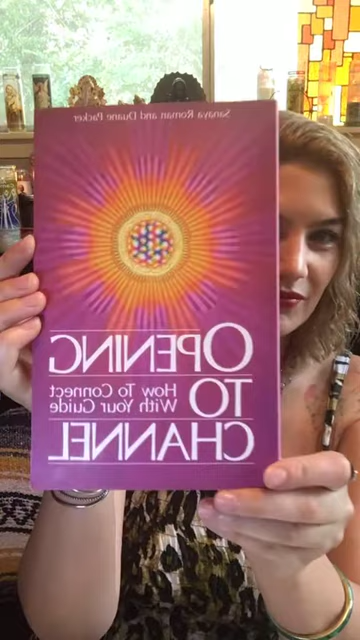 Sanaya Roman and Duane Packer
OPENING
TO How To Connect
With Your Guide
CHANNEL